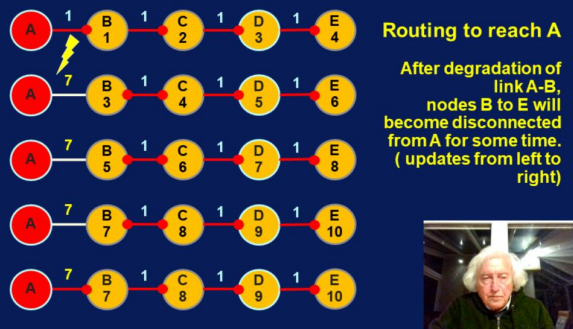 Routing to reach A
After degradation of
link A-B,
nodes B to E will
become disconnected
from A for some time.
( updates from left to
right)
1 1 1 1
A B C D E
1 2 3 4
7 1 1 1
A B C D E
3 4 5 6
7 1 1 1
A B C D E
5 6 7 8
7 1 1 1
A B C D E
7 8 9 10
7 1 1 1
A B C D E
7 8 9 10